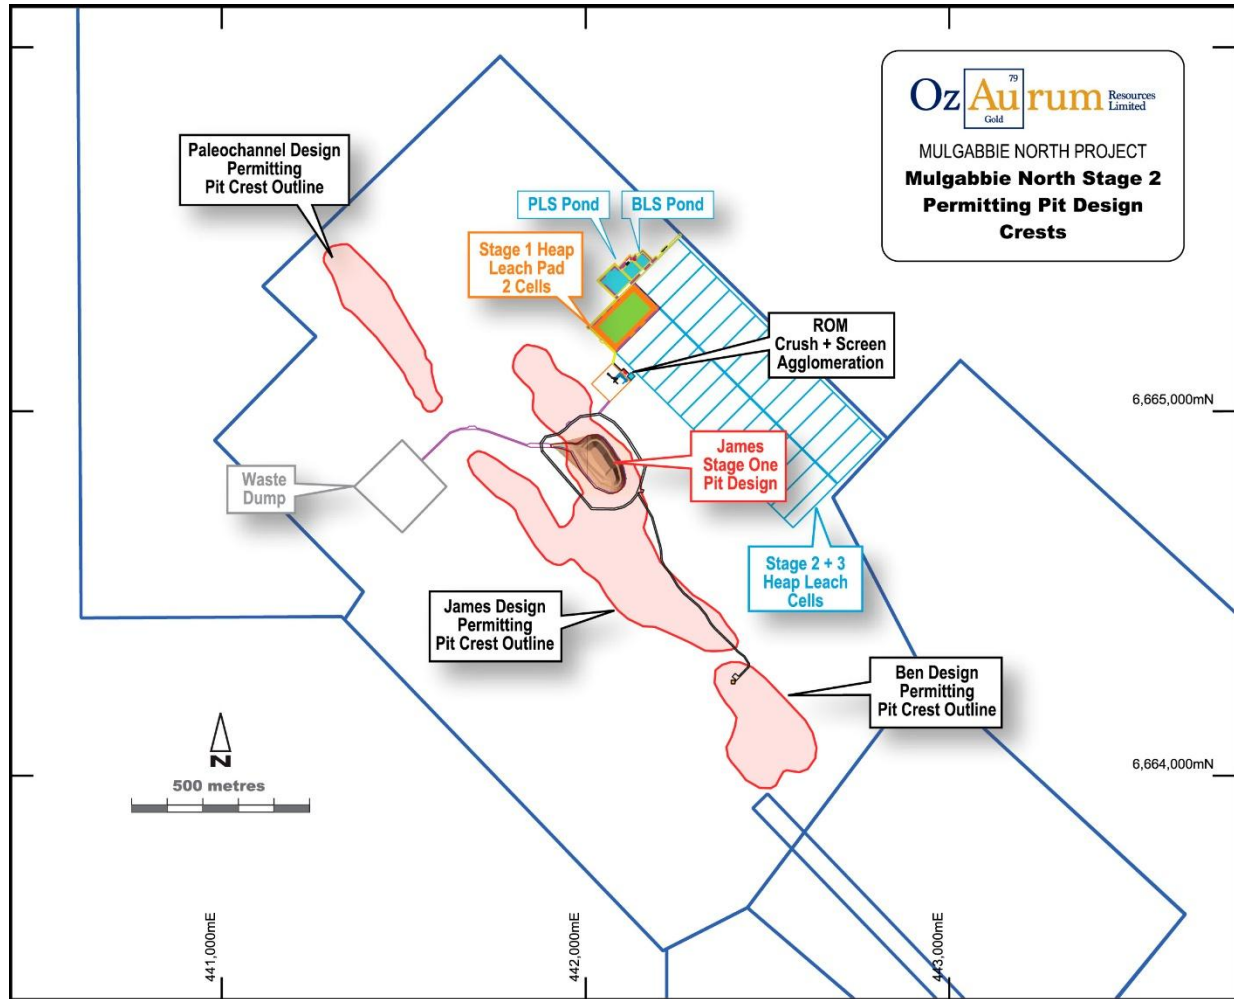 79
OzAurum Resources
Limited
Gold
MULGABBIE NORTH PROJECT
Mulgabbie North Stage 2
Permitting Pit Design
Crests
Paleochannel Design
Permitting
Pit Crest Outline
PLS Pond
BLS Pond
Stage 1 Heap
Leach Pad
2 Cells
ROM
Crush + Screen
Agglomeration
6,665,000mN
James
Stage One
Pit Design
Waste
Dump
Stage 2 + 3
Heap Leach
Cells
James Design
Permitting
Pit Crest Outline
Ben Design
Permitting
Pit Crest Outline
N
500 metres
6,664,000mN
441,000mE
442,000mE
443,000mE